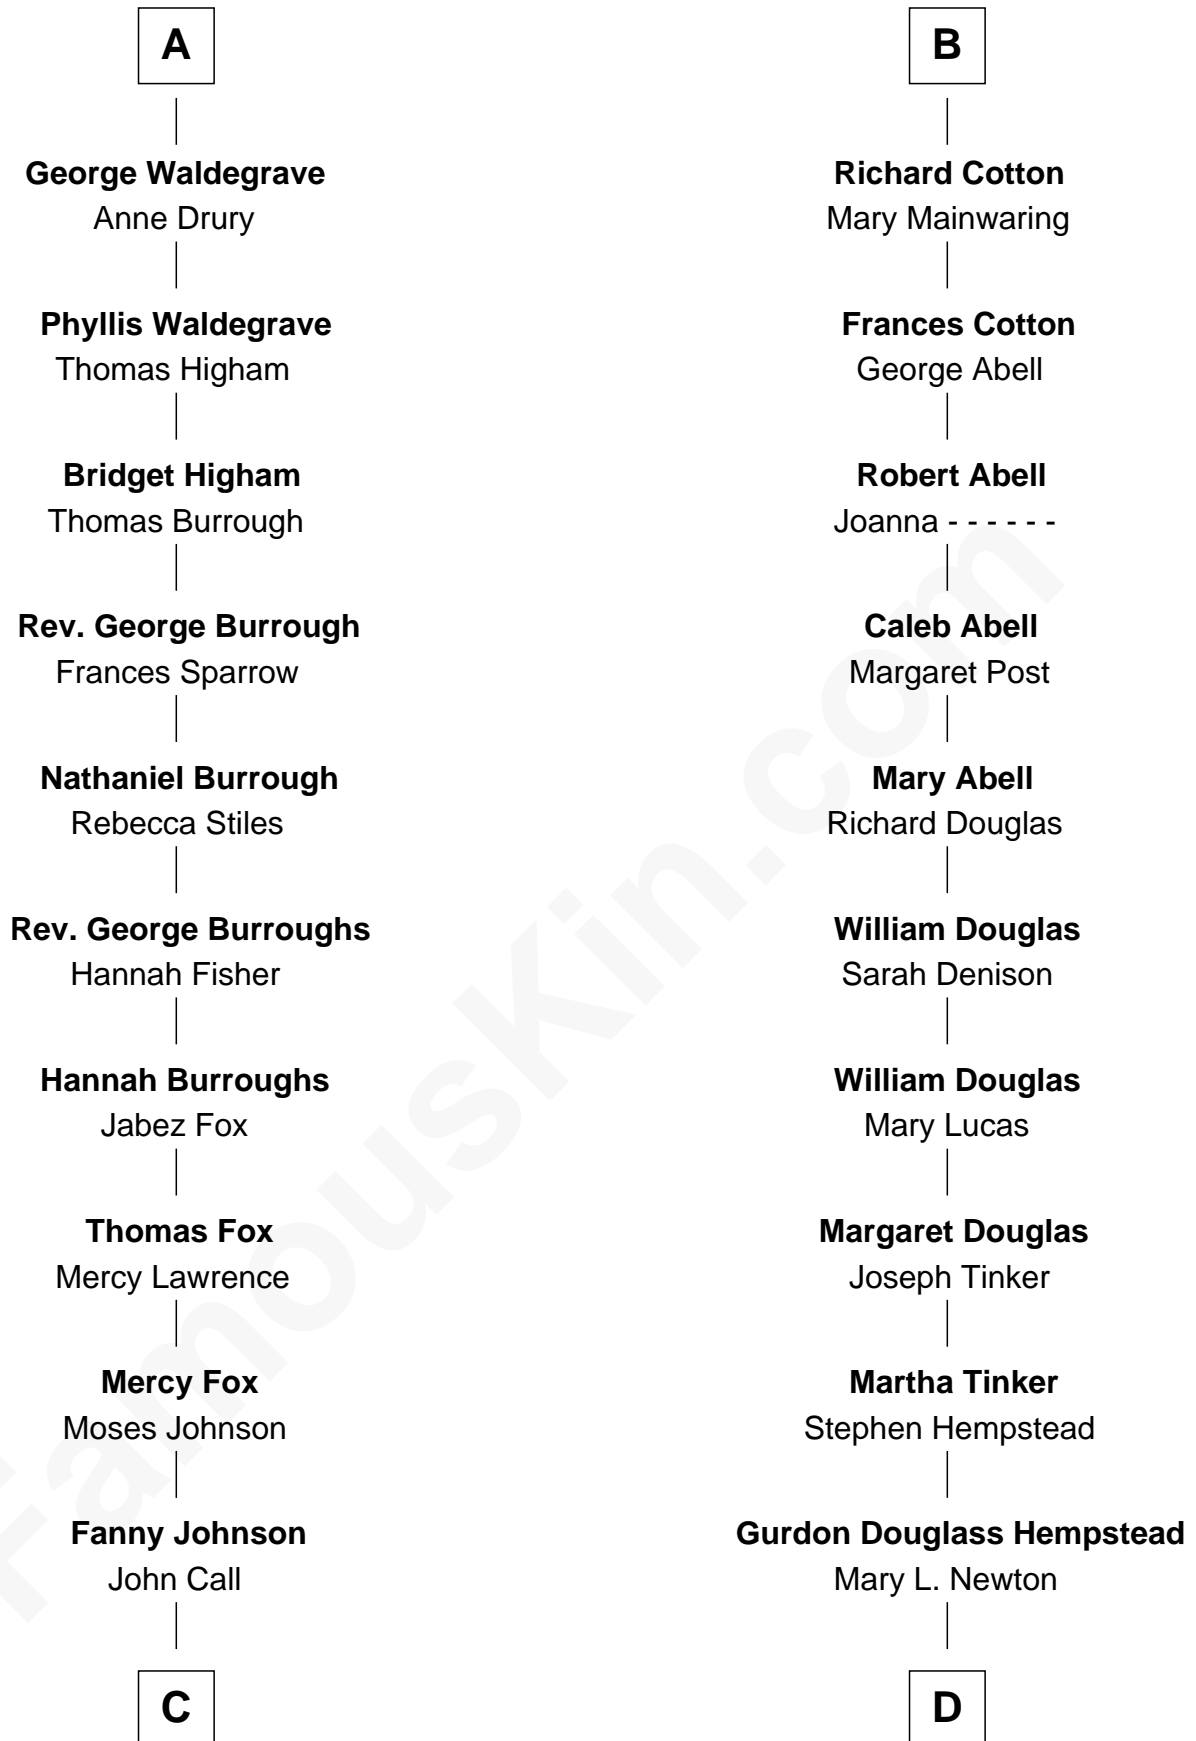 A
George Waldegrave
Anne Drury
Phyllis Waldegrave
Thomas Higham
Bridget Higham
Thomas Burrough
Rev. George Burrough
Frances Sparrow
Nathaniel Burrough
Rebecca Stiles
Rev. George Burroughs
Hannah Fisher
Hannah Burroughs
Jabez Fox
Thomas Fox
Mercy Lawrence
Mercy Fox
Moses Johnson
Fanny Johnson
John Call
C
B
Richard Cotton
Mary Mainwaring
Frances Cotton
George Abell
Robert Abell
Joanna - - - - - -
Caleb Abell
Margaret Post
Mary Abell
Richard Douglas
William Douglas
Sarah Denison
William Douglas
Mary Lucas
Margaret Douglas
Joseph Tinker
Martha Tinker
Stephen Hempstead
Gurdon Douglass Hempstead
Mary L. Newton
D
FamousKin.com